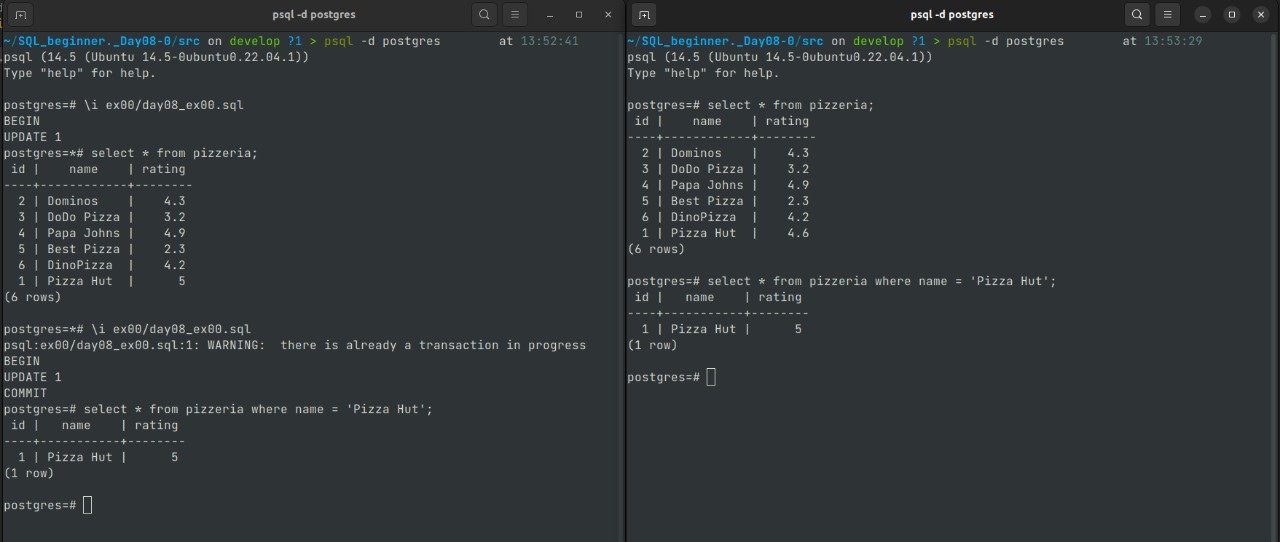 psql -d postgres
~/SQL_beginner._Day08-0/src on develop ?1 > psql -d postgres at 13:52:41
psql (14.5 (Ubuntu 14.5-0ubuntu0.22.04.1))
Type "help" for help.
postgres=# \i ex00/day08_ex00.sql
BEGIN
UPDATE 1
postgres=*# select * from pizzeria;
 id |    name    | rating
----+------------+--------
  2 | Dominos    |    4.3
  3 | DoDo Pizza |    3.2
  4 | Papa Johns |    4.9
  5 | Best Pizza |    2.3
  6 | DinoPizza  |    4.2
  1 | Pizza Hut  |      5
(6 rows)
postgres=*# \i ex00/day08_ex00.sql
psql:ex00/day08_ex00.sql:1: WARNING:  there is already a transaction in progress
BEGIN
UPDATE 1
COMMIT
postgres=# select * from pizzeria where name = 'Pizza Hut';
 id |   name    | rating
----+-----------+--------
  1 | Pizza Hut |      5
(1 row)
postgres=#
psql -d postgres
~/SQL_beginner._Day08-0/src on develop ?1 > psql -d postgres at 13:53:29
psql (14.5 (Ubuntu 14.5-0ubuntu0.22.04.1))
Type "help" for help.
postgres=# select * from pizzeria;
 id |    name    | rating
----+------------+--------
  2 | Dominos    |    4.3
  3 | DoDo Pizza |    3.2
  4 | Papa Johns |    4.9
  5 | Best Pizza |    2.3
  6 | DinoPizza  |    4.2
  1 | Pizza Hut  |    4.6
(6 rows)
postgres=# select * from pizzeria where name = 'Pizza Hut';
 id |   name    | rating
----+-----------+--------
  1 | Pizza Hut |      5
(1 row)
postgres=#